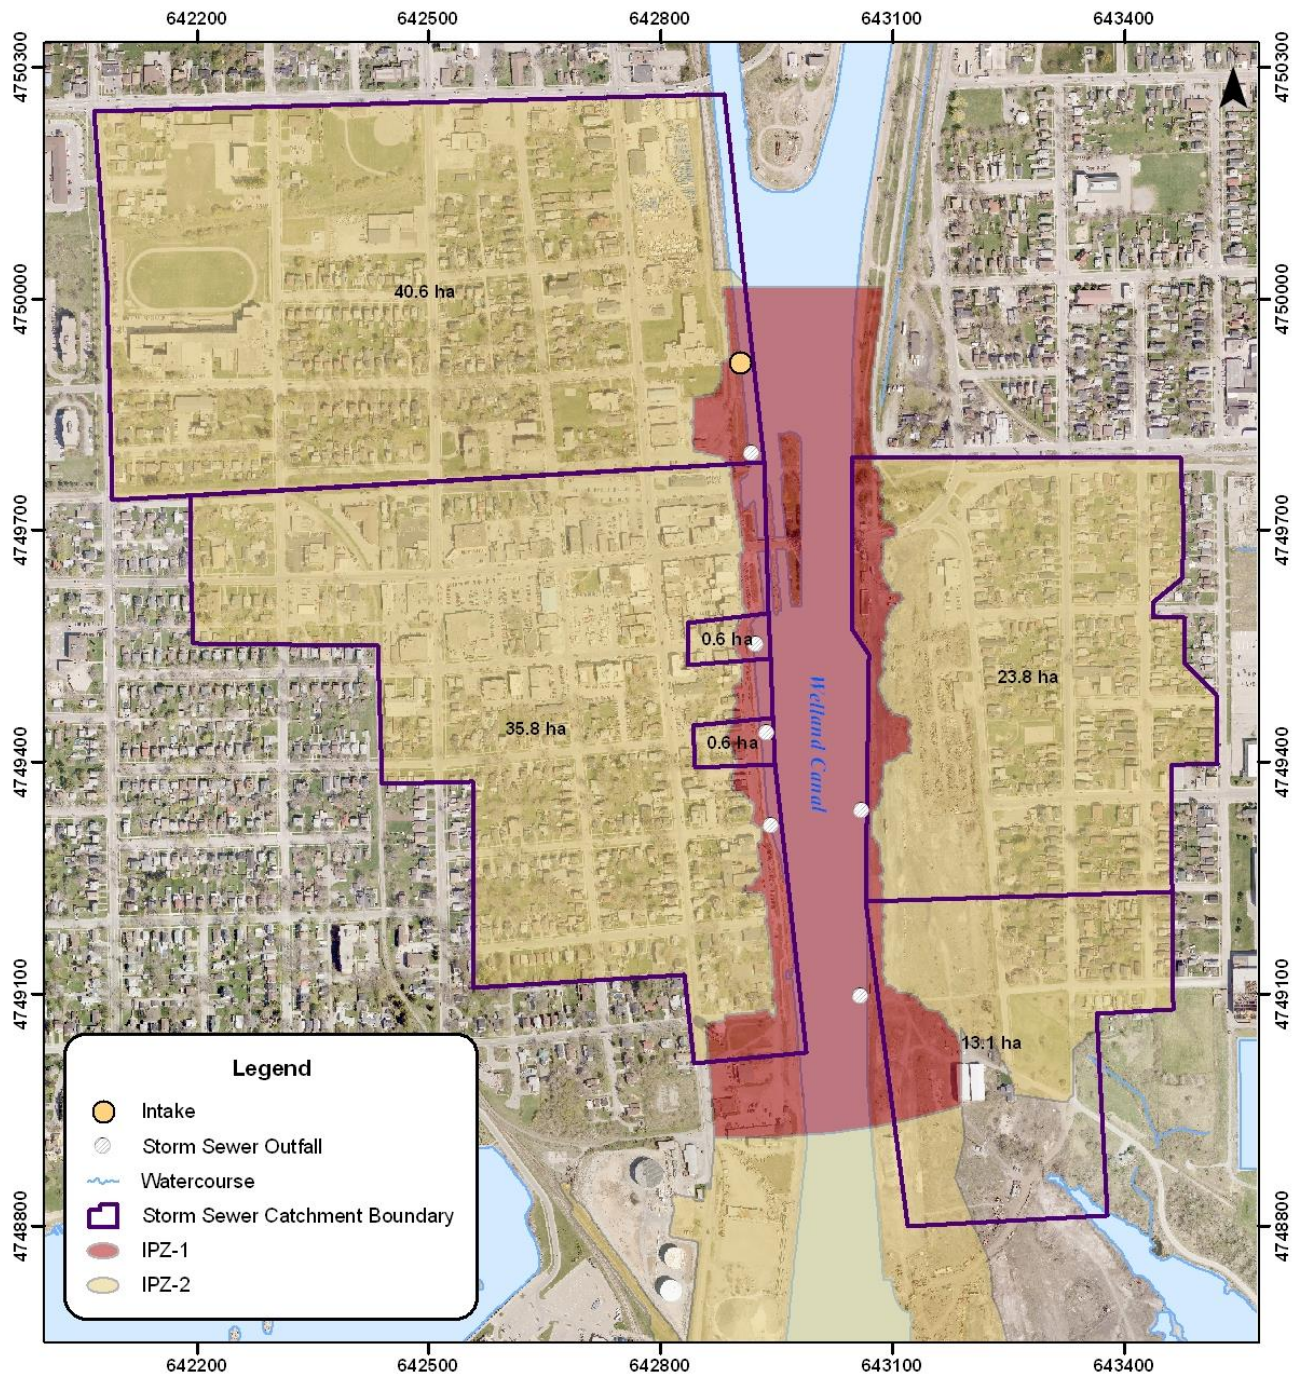 642200 642500 642800 643100 643400
4750300 4750300
4750000 4750000
40.6 ha
4749700 4749700
0.6 ha
23.8 ha
35.8 ha
0.6 ha
Welland Canal
4749400 4749400
4749100 4749100
13.1 ha
Legend
Intake
Storm Sewer Outfall
Watercourse
Storm Sewer Catchment Boundary
IPZ-1
IPZ-2
4748800 4748800
642200 642500 642800 643100 643400